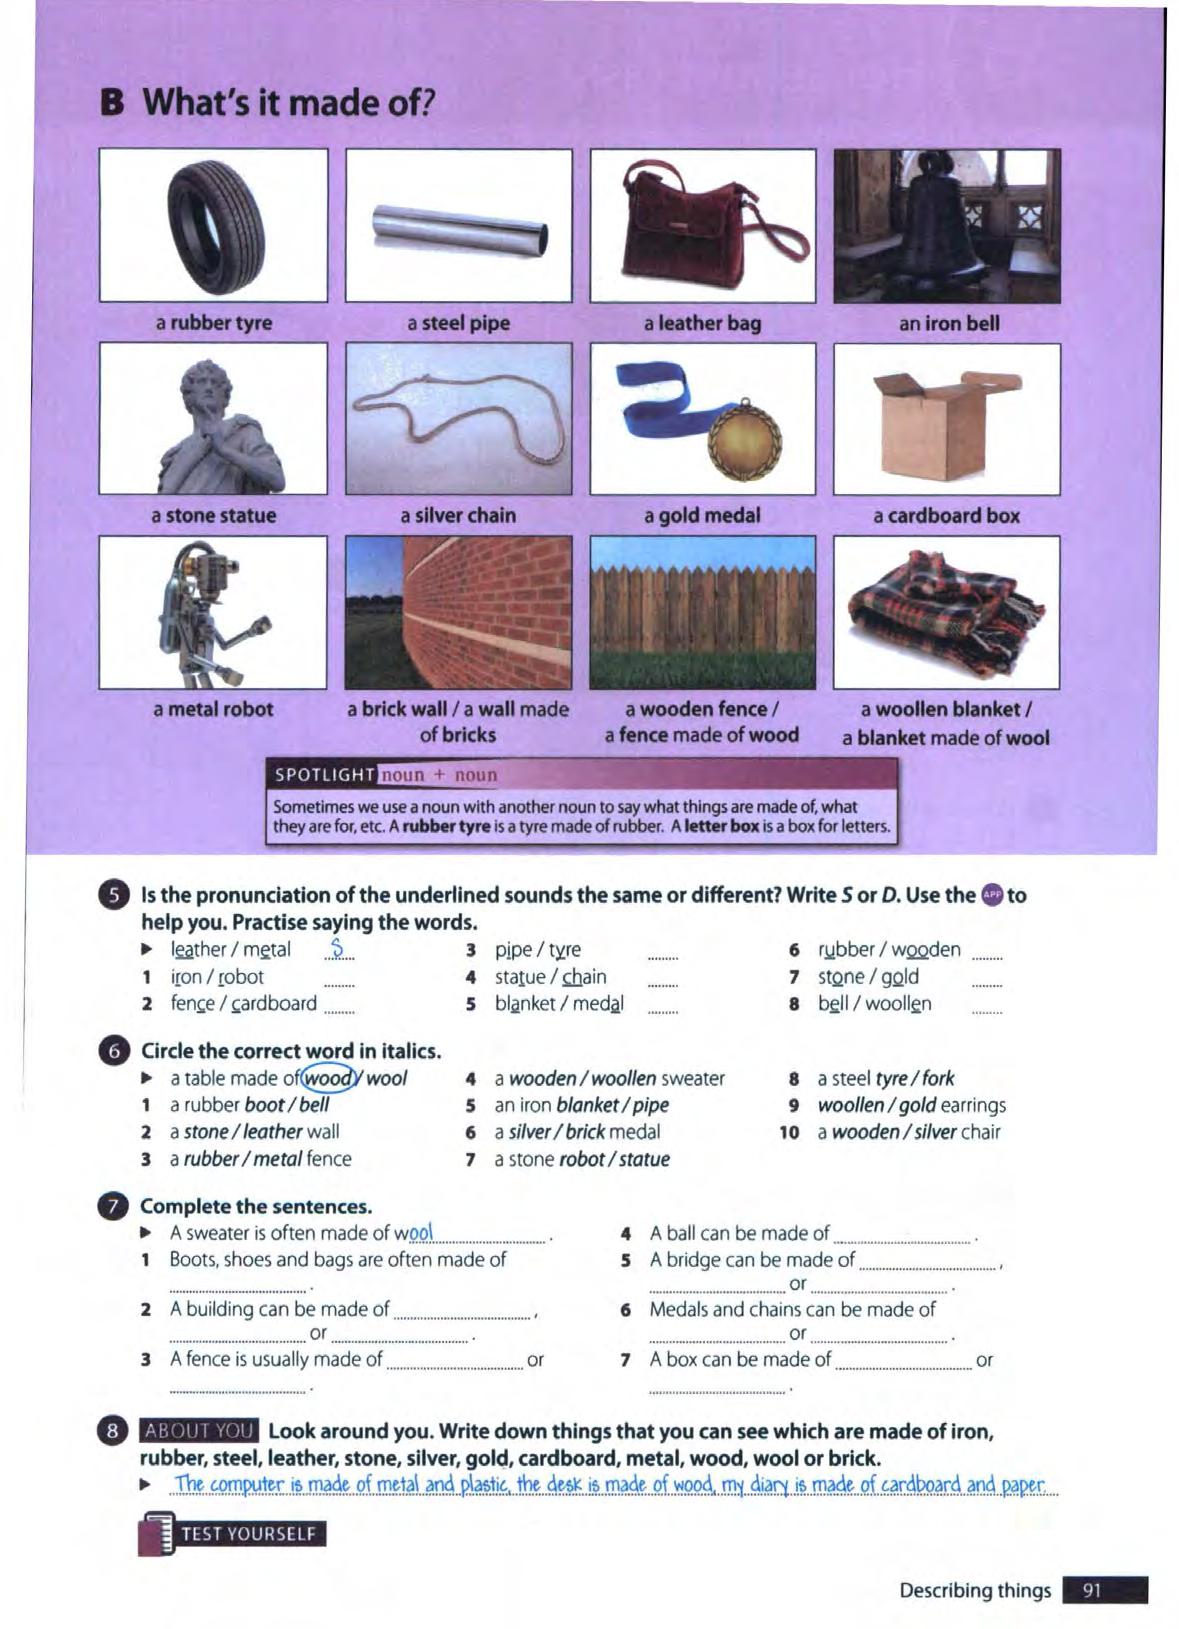 B What's it made of?
a rubber tyre
a steel pipe
a leather bag
an iron bell
a stone statue
a silver chain
a gold medal
a cardboard box
a metal robot
a brick wall / a wall made
of bricks
a wooden fence /
a fence made of wood
a woollen blanket /
a blanket made of wool
SPOTLIGHT noun + noun
Sometimes we use a noun with another noun to say what things are made of, what
they are for, etc. A rubber tyre is a tyre made of rubber. A letter box is a box for letters.
5 Is the pronunciation of the underlined sounds the same or different? Write S or D. Use the APP to
help you. Practise saying the words.
► leather / metal S
1 iron / robot
2 fence / cardboard
3 pipe / tyre
4 statue / chain
5 blanket / medal
6 rubber / wooden
7 stone / gold
8 bell / woollen
6 Circle the correct word in italics.
► a table made of wood / wool
1 a rubber boot / bell
2 a stone / leather wall
3 a rubber / metal fence
4 a wooden / woollen sweater
5 an iron blanket / pipe
6 a silver / brick medal
7 a stone robot / statue
8 a steel tyre / fork
9 woollen / gold earrings
10 a wooden / silver chair
7 Complete the sentences.
► A sweater is often made of wool.
1 Boots, shoes and bags are often made of
.
2 A building can be made of ,
or .
3 A fence is usually made of or
.
4 A ball can be made of .
5 A bridge can be made of ,
or .
6 Medals and chains can be made of
or .
7 A box can be made of or
.
8 ABOUT YOU Look around you. Write down things that you can see which are made of iron,
rubber, steel, leather, stone, silver, gold, cardboard, metal, wood, wool or brick.
► The computer is made of metal and plastic, the desk is made of wood, my diary is made of cardboard and paper.
TEST YOURSELF
Describing things 91